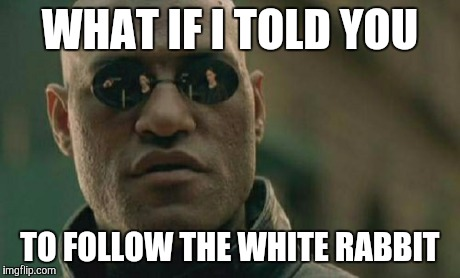 WHAT IF I TOLD YOU
TO FOLLOW THE WHITE RABBIT
imgflip.com